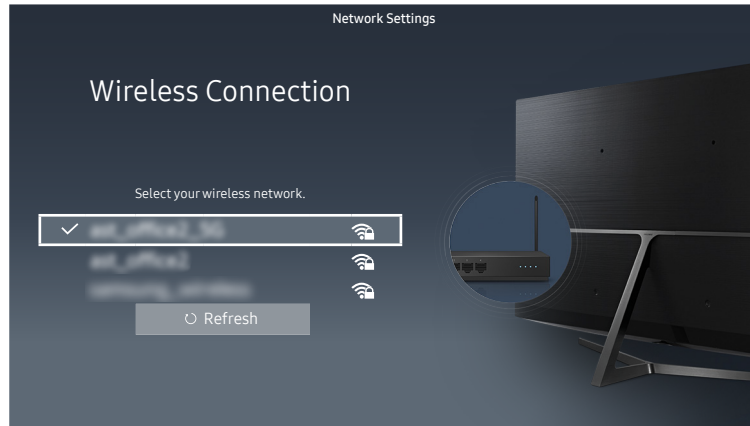 Network Settings
Wireless Connection
Select your wireless network.
Refresh